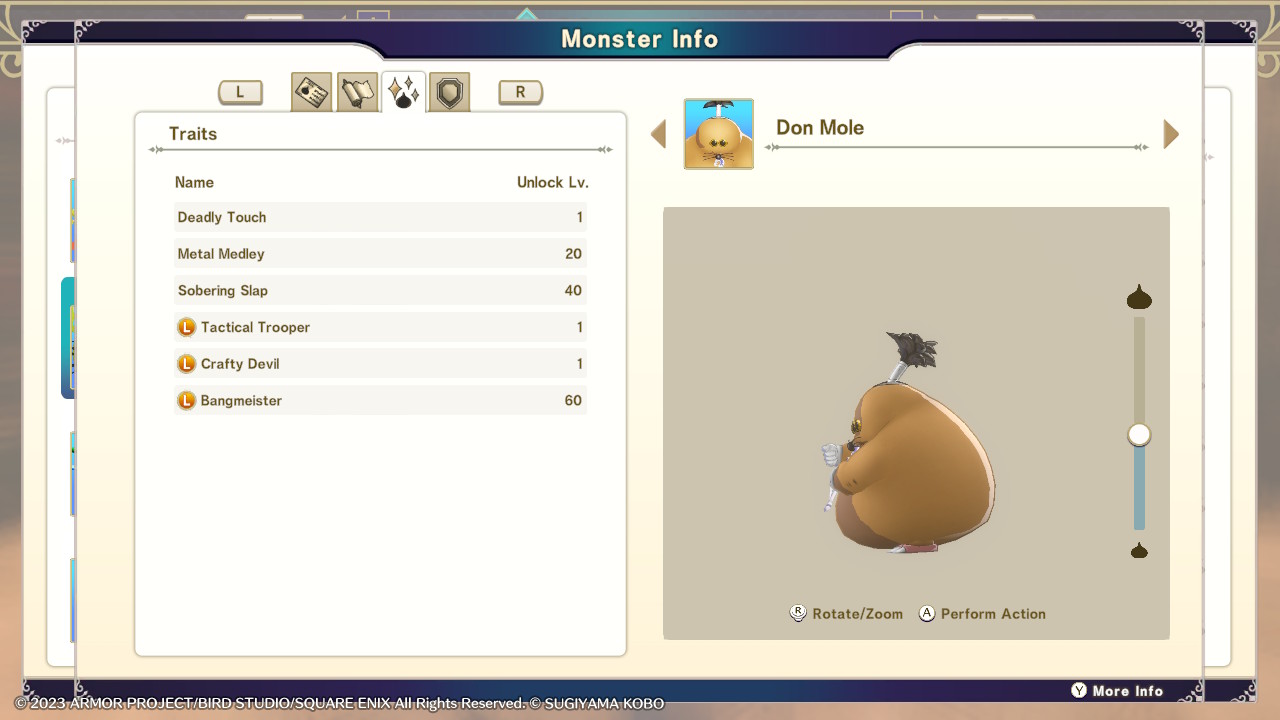 Monster Info
L
R
Traits
Name Unlock Lv.
Deadly Touch 1
Metal Medley 20
Sobering Slap 40
L Tactical Trooper 1
L Crafty Devil 1
L Bangmeister 60
Don Mole
R Rotate/Zoom A Perform Action
Y More Info
© 2023 ARMOR PROJECT/BIRD STUDIO/SQUARE ENIX All Rights Reserved. © SUGIYAMA KOBO